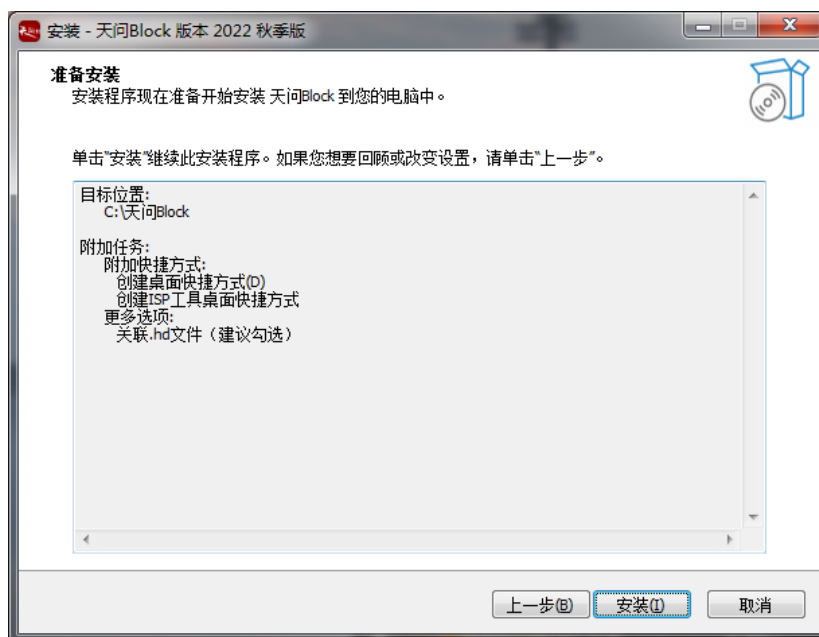 安装 - 天问Block 版本 2022 秋季版
准备安装
安装程序现在准备开始安装 天问Block 到您的电脑中。
单击“安装”继续此安装程序。如果您想要回顾或改变设置，请单击“上一步”。
目标位置:
C:\天问Block
附加任务:
附加快捷方式:
创建桌面快捷方式(D)
创建ISP工具桌面快捷方式
更多选项:
关联.hd文件（建议勾选）
上一步(B)
安装(I)
取消